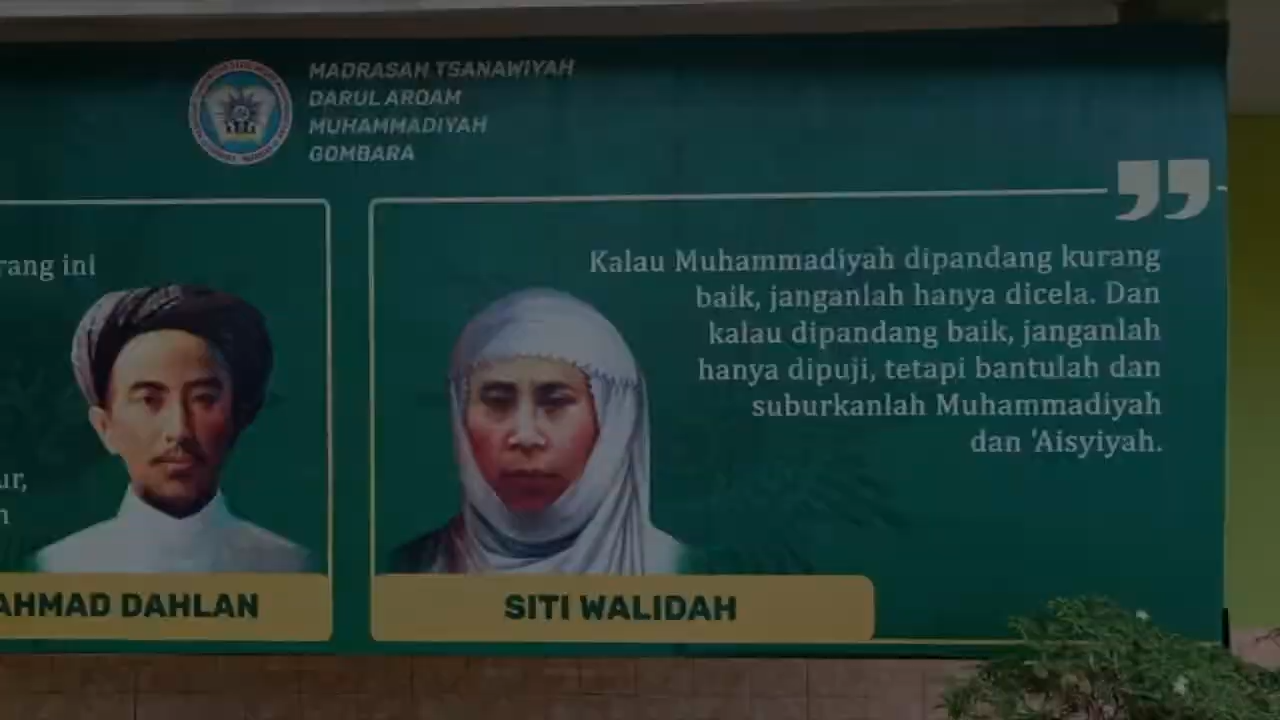 MADRASAH TSANAWIYAH
DARUL ARQAM
MUHAMMADIYAH
GOMBARA
rang ini
ur,
AHMAD DAHLAN
Kalau Muhammadiyah dipandang kurang
baik, janganlah hanya dicela. Dan
kalau dipandang baik, janganlah
hanya dipuji, tetapi bantulah dan
suburkanlah Muhammadiyah
dan 'Aisyiyah.
SITI WALIDAH